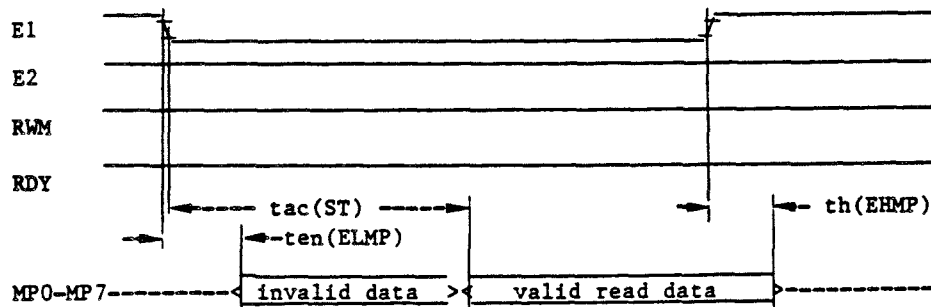 E1
E2
RWM
RDY
tac(ST)
th(EHMP)
ten(ELMP)
MP0-MP7
invalid data
valid read data